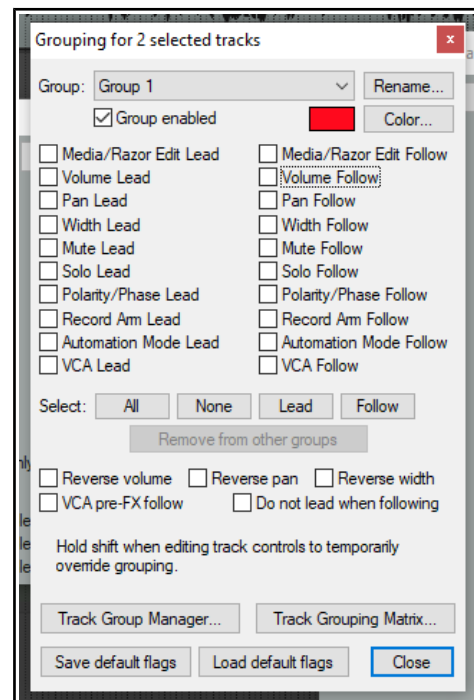 Grouping for 2 selected tracks
x
Group: Group 1 Rename...
Group enabled Color...
Media/Razor Edit Lead Media/Razor Edit Follow
Volume Lead Volume Follow
Pan Lead Pan Follow
Width Lead Width Follow
Mute Lead Mute Follow
Solo Lead Solo Follow
Polarity/Phase Lead Polarity/Phase Follow
Record Arm Lead Record Arm Follow
Automation Mode Lead Automation Mode Follow
VCA Lead VCA Follow
Select: All None Lead Follow
Remove from other groups
Reverse volume Reverse pan Reverse width
VCA pre-FX follow Do not lead when following
Hold shift when editing track controls to temporarily
override grouping.
Track Group Manager... Track Grouping Matrix...
Save default flags Load default flags Close